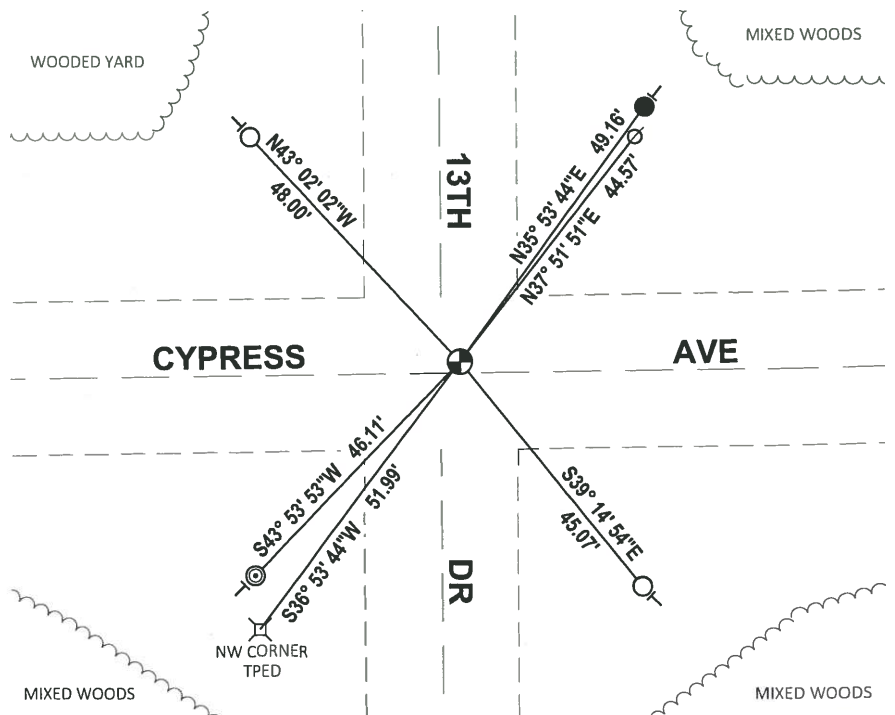 WOODED YARD
MIXED WOODS
N43° 02' 02"W
48.00'
13TH
N35° 53' 44"E 49.16'
N37° 51' 51"E 44.57'
CYPRESS
AVE
S43° 53' 53"W 46.11'
S36° 53' 44"W 51.99'
S39° 14' 54"E
45.07'
DR
NW CORNER
TPED
MIXED WOODS
MIXED WOODS